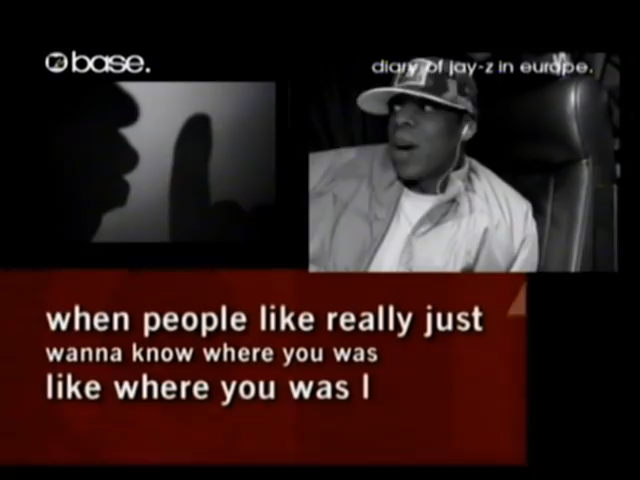 base.
diary of jay-z in europe.
when people like really just
wanna know where you was
like where you was I